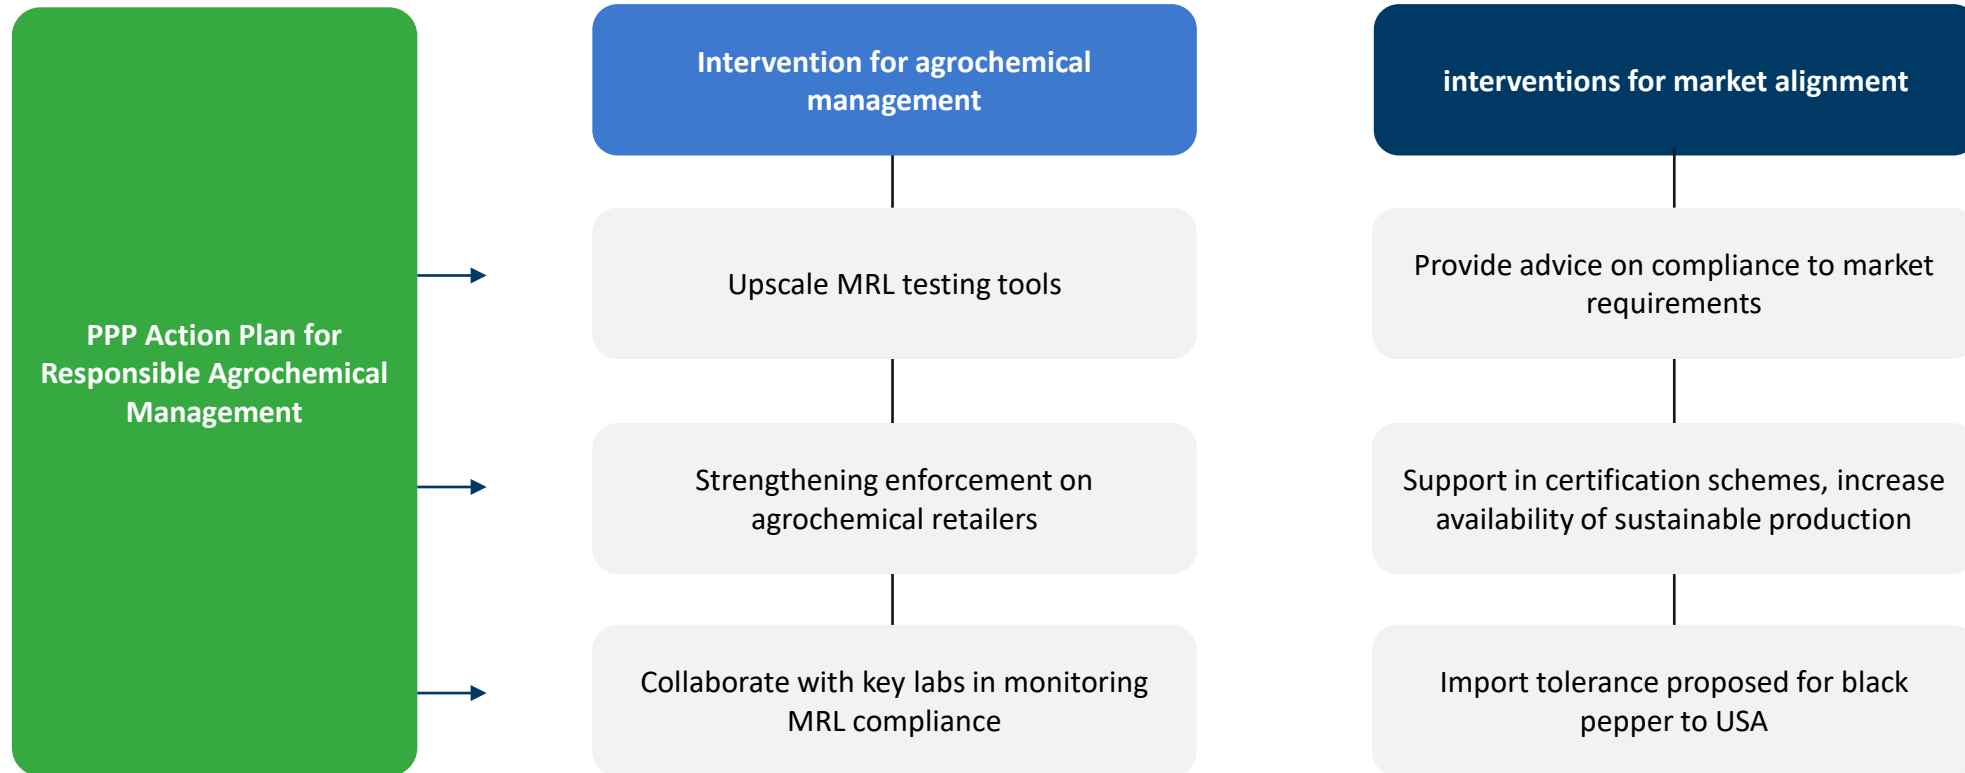 PPP Action Plan for
Responsible Agrochemical
Management
Intervention for agrochemical
management
Upscale MRL testing tools
Strengthening enforcement on
agrochemical retailers
Collaborate with key labs in monitoring
MRL compliance
interventions for market alignment
Provide advice on compliance to market
requirements
Support in certification schemes, increase
availability of sustainable production
Import tolerance proposed for black
pepper to USA